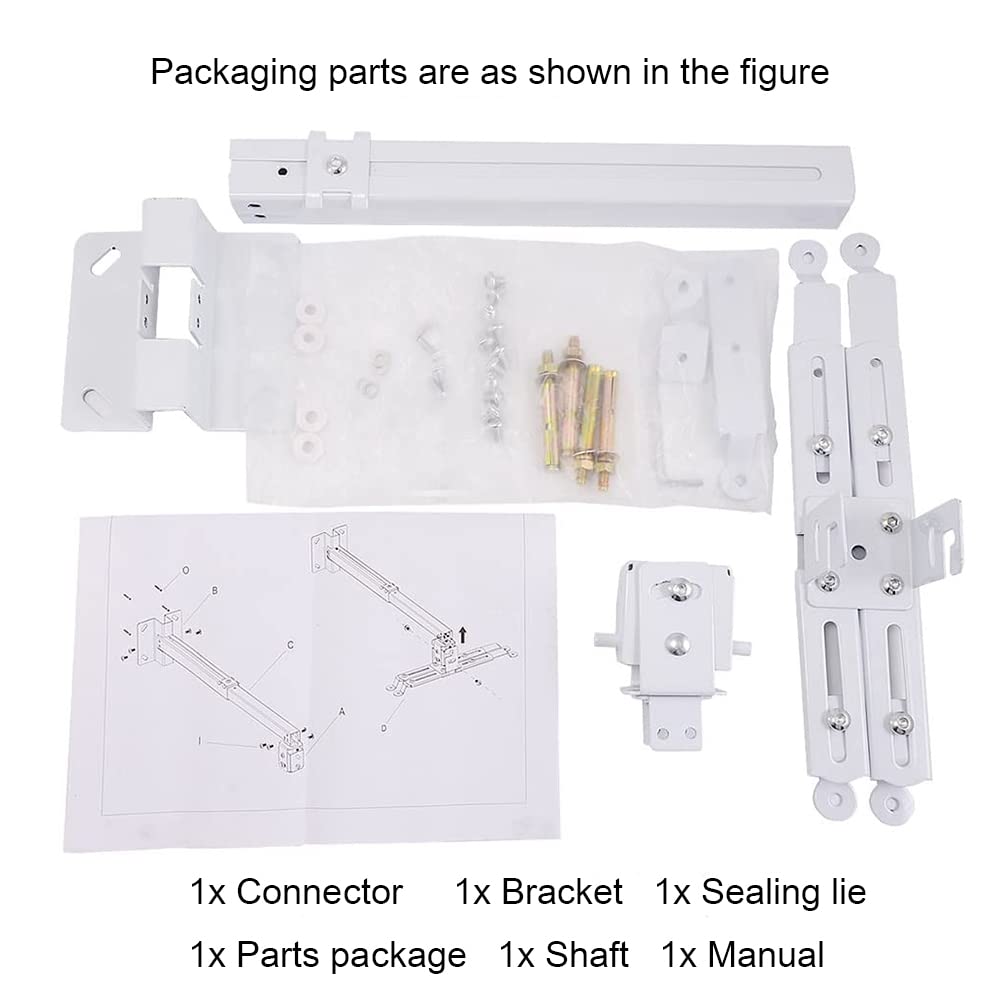 Packaging parts are as shown in the figure
O
B
C
A
I
D
1x Connector 1x Bracket 1x Sealing lie
1x Parts package 1x Shaft 1x Manual